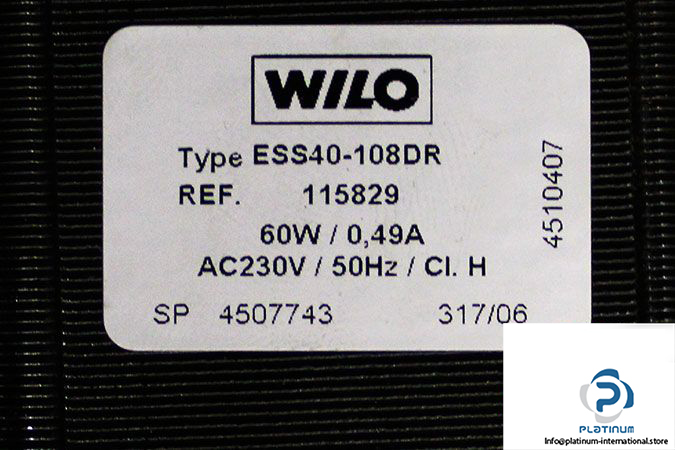 WILO
Type ESS40-108DR
REF. 115829
60W / 0,49A
AC230V / 50Hz / Cl. H
SP 4507743 317/06
4510407
PLATINUM
Info@platinum-international.store